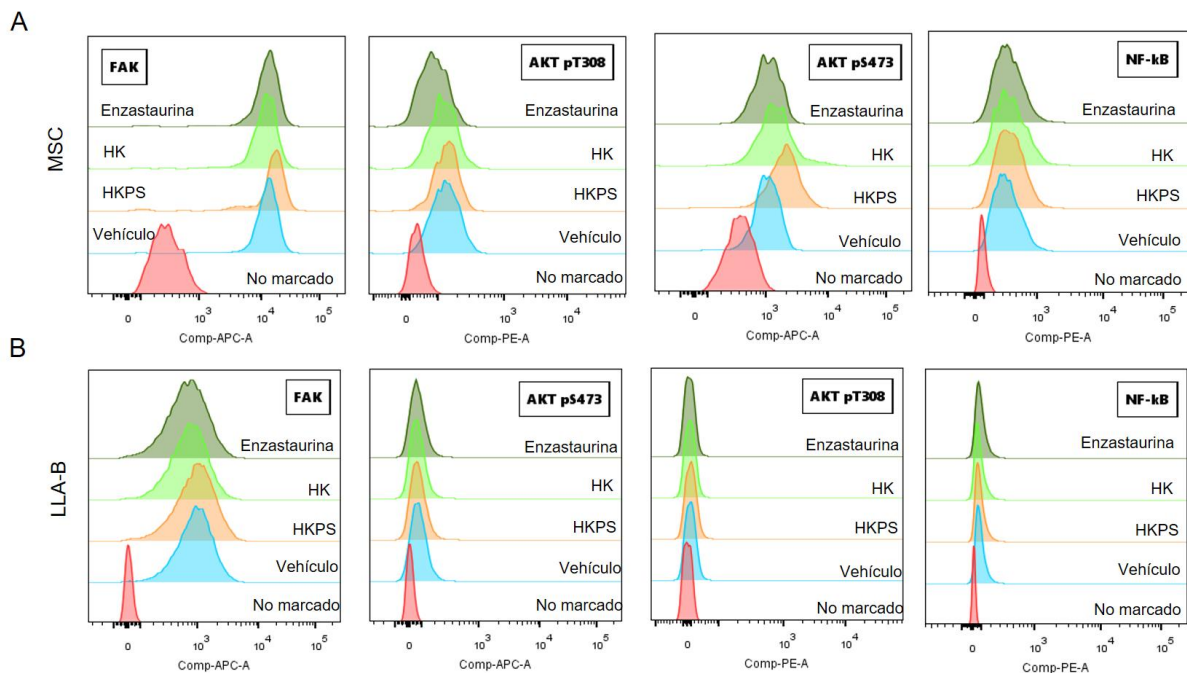 A
MSC
FAK
Enzastaurina
HK
HKPS
Vehículo
No marcado
0 10³ 10⁴ 10⁵
Comp-APC-A
AKT pT308
Enzastaurina
HK
HKPS
Vehículo
No marcado
0 10³ 10⁴
Comp-PE-A
AKT pS473
Enzastaurina
HK
HKPS
Vehículo
No marcado
0 10³ 10⁴ 10⁵
Comp-APC-A
NF-kB
Enzastaurina
HK
HKPS
Vehículo
No marcado
0 10³ 10⁴ 10⁵
Comp-PE-A
B
LLA-B
FAK
Enzastaurina
HK
HKPS
Vehículo
No marcado
0 10³ 10⁴ 10⁵
Comp-APC-A
AKT pS473
Enzastaurina
HK
HKPS
Vehículo
No marcado
0 10³ 10⁴ 10⁵
Comp-APC-A
AKT pT308
Enzastaurina
HK
HKPS
Vehículo
No marcado
0 10³ 10⁴
Comp-PE-A
NF-kB
Enzastaurina
HK
HKPS
Vehículo
No marcado
0 10³ 10⁴ 10⁵
Comp-PE-A